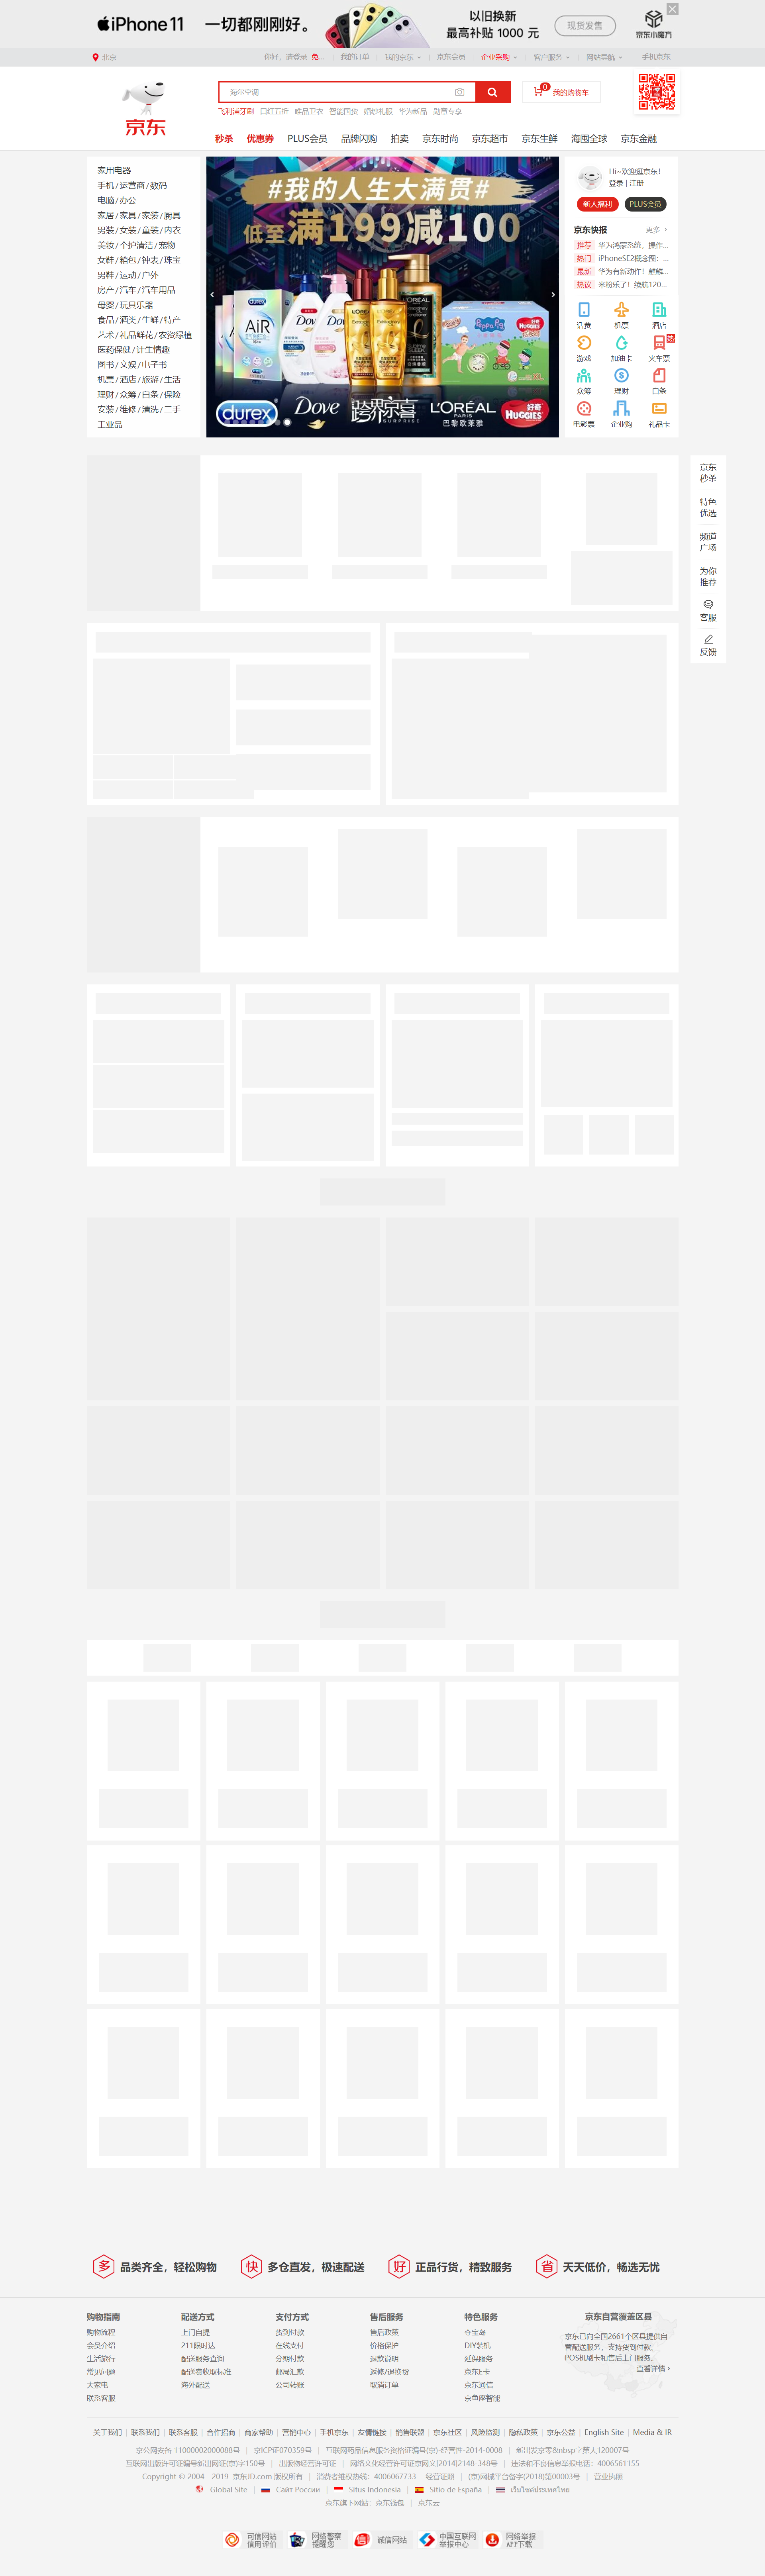 iPhone 11
一切都刚刚好。
以旧换新
最高补贴 1000 元
现货发售
京东小魔方
北京
你好，请登录 免...
我的订单
我的京东
京东会员
企业采购
客户服务
网站导航
手机京东
京东
海尔空调
0
我的购物车
飞利浦牙刷 口红五折 唯品卫衣 智能国货 婚纱礼服 华为新品 勋章专享
秒杀 优惠券 PLUS会员 品牌闪购 拍卖 京东时尚 京东超市 京东生鲜 海囤全球 京东金融
家用电器
手机/运营商/数码
电脑/办公
家居/家具/家装/厨具
男装/女装/童装/内衣
美妆/个护清洁/宠物
女鞋/箱包/钟表/珠宝
男鞋/运动/户外
房产/汽车/汽车用品
母婴/玩具乐器
食品/酒类/生鲜/特产
艺术/礼品鲜花/农资绿植
医药保健/计生情趣
图书/文娱/电子书
机票/酒店/旅游/生活
理财/众筹/白条/保险
安装/维修/清洗/二手
工业品
#我的人生大满贯#
满199减100
durex
AiR
Dove
L'ORÉAL
Peppa Pig
HUGGIES
durex
Dove
跨界惊喜
SURPRISE
L'ORÉAL
巴黎欧莱雅
好奇
HUGGIES
Hi~欢迎逛京东！
登录 | 注册
新人福利
PLUS会员
京东快报
更多
推荐 华为鸿蒙系统，操作...
热门 iPhoneSE2概念图：...
最新 华为有新动作！麒麟...
热议 米粉乐了！续航120...
话费
机票
酒店
游戏
加油卡
火车票
众筹
理财
白条
电影票
企业购
礼品卡
京东
秒杀
特色
优选
频道
广场
为你
推荐
客服
反馈
多 品类齐全，轻松购物
快 多仓直发，极速配送
好 正品行货，精致服务
省 天天低价，畅选无忧
购物指南
购物流程
会员介绍
生活旅行
常见问题
大家电
联系客服
配送方式
上门自提
211限时达
配送服务查询
配送费收取标准
海外配送
支付方式
货到付款
在线支付
分期付款
邮局汇款
公司转账
售后服务
售后政策
价格保护
退款说明
返修/退换货
取消订单
特色服务
夺宝岛
DIY装机
延保服务
京东E卡
京东通信
京鱼座智能
京东自营覆盖区县
京东已向全国2661个区县提供自
营配送服务，支持货到付款、
POS机刷卡和售后上门服务。
查看详情
关于我们 | 联系我们 | 联系客服 | 合作招商 | 商家帮助 | 营销中心 | 手机京东 | 友情链接 | 销售联盟 | 京东社区 | 风险监测 | 隐私政策 | 京东公益 | English Site | Media & IR
京公网安备 11000002000088号 | 京ICP证070359号 | 互联网药品信息服务资格证编号(京)-经营性-2014-0008 | 新出发京零&nbsp字第大120007号
互联网出版许可证编号新出网证(京)字150号 | 出版物经营许可证 | 网络文化经营许可证京网文[2014]2148-348号 | 违法和不良信息举报电话：4006561155
Copyright © 2004 - 2019 京东JD.com 版权所有 | 消费者维权热线：4006067733 经营证照 | (京)网械平台备字(2018)第00003号 | 营业执照
Global Site | Сайт России | Situs Indonesia | Sitio de España | เว็บไซต์ประเทศไทย
京东旗下网站：京东钱包 | 京东云
可信网站
信用评价
网络警察
提醒您
诚信网站
中国互联网
举报中心
网络举报
APP下载